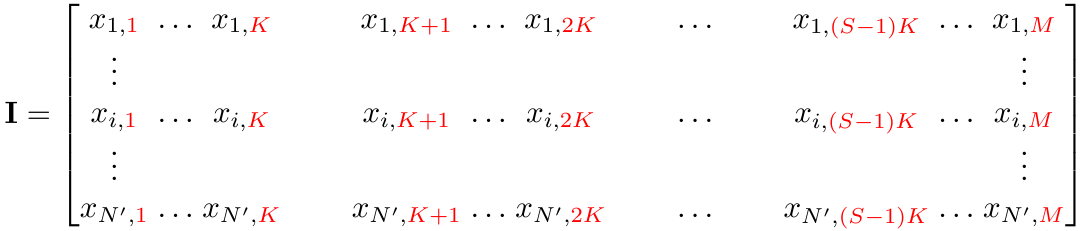 x_{1,1} … x_{1,K} x_{1,K+1} … x_{1,2K} … x_{1,(S−1)K} … x_{1,M}
⋮ ⋮
I = x_{i,1} … x_{i,K} x_{i,K+1} … x_{i,2K} … x_{i,(S−1)K} … x_{i,M}
⋮ ⋮
x_{N′,1} … x_{N′,K} x_{N′,K+1} … x_{N′,2K} … x_{N′,(S−1)K} … x_{N′,M}